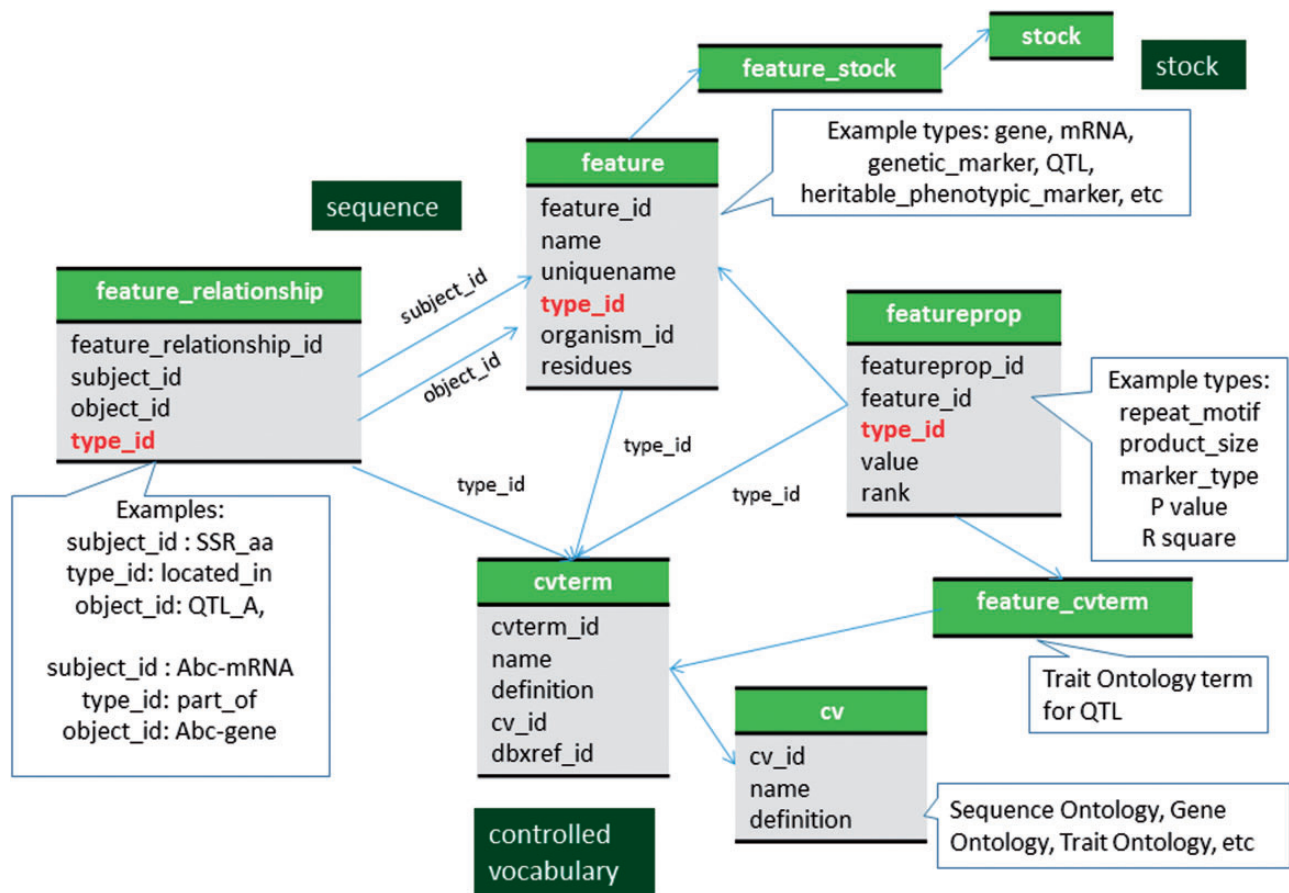 stock
feature_stock
stock
feature
feature_id
name
uniquename
type_id
organism_id
residues
Example types: gene, mRNA,
genetic_marker, QTL,
heritable_phenotypic_marker, etc
sequence
feature_relationship
feature_relationship_id
subject_id
object_id
type_id
subject_id
object_id
featureprop
featureprop_id
feature_id
type_id
value
rank
Example types:
repeat_motif
product_size
marker_type
P value
R square
type_id
type_id
type_id
Examples:
subject_id : SSR_aa
type_id: located_in
object_id: QTL_A,
subject_id : Abc-mRNA
type_id: part_of
object_id: Abc-gene
cvterm
cvterm_id
name
definition
cv_id
dbxref_id
feature_cvterm
Trait Ontology term
for QTL
cv
cv_id
name
definition
Sequence Ontology, Gene
Ontology, Trait Ontology, etc
controlled
vocabulary